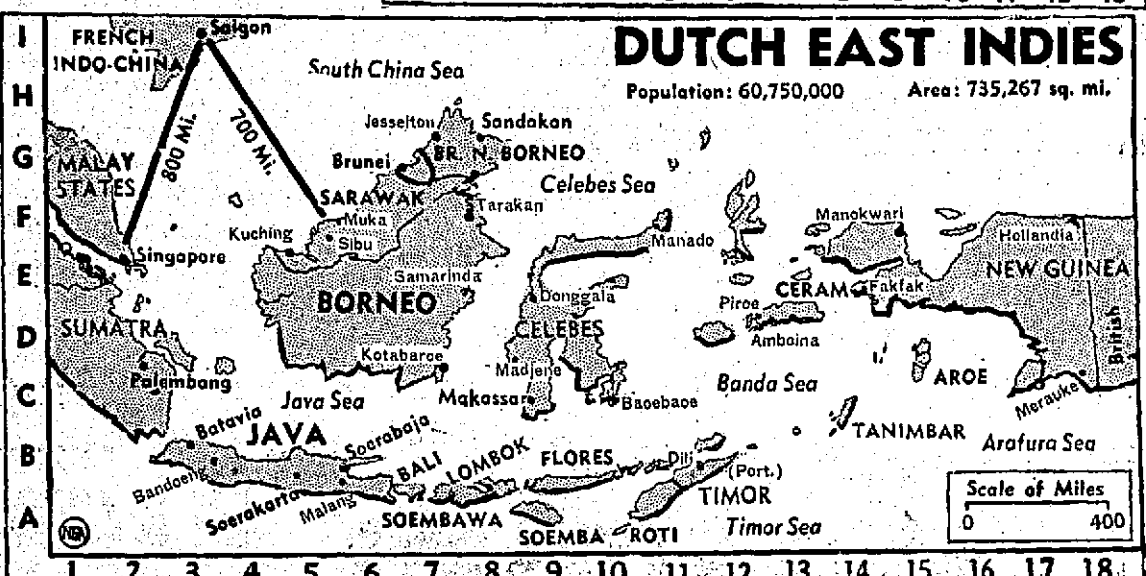 I
H
G
F
E
D
C
B
A
DUTCH EAST INDIES
Population: 60,750,000 Area: 735,267 sq. mi.
FRENCH
INDO-CHINA
Saigon
South China Sea
800 Mi.
700 Mi.
Jesselton
Sandakan
Brunei
BR. N. BORNEO
MALAY
STATES
Celebes Sea
SARAWAK
Tarakan
Muka
Kuching
Sibu
Manado
Manokwari
Hollandia
Singapore
Samarinda
NEW GUINEA
BORNEO
Donggala
CERAM
Fakfak
Piroe
SUMATRA
CELEBES
Amboina
British
Kotabaroe
Madjene
Palembang
Banda Sea
AROE
Java Sea
Makassar
Baoebaoe
Merauke
Batavia
JAVA
Soerabaja
TANIMBAR
Arafura Sea
BALI
LOMBOK
FLORES
Dili
(Port.)
Bandoeng
TIMOR
Scale of Miles
0 400
Soerakarta
Malang
SOEMBAWA
SOEMBA
ROTI
Timor Sea
NEA
1 2 3 4 5 6 7 8 9 10 11 12 13 14 15 16 17 18